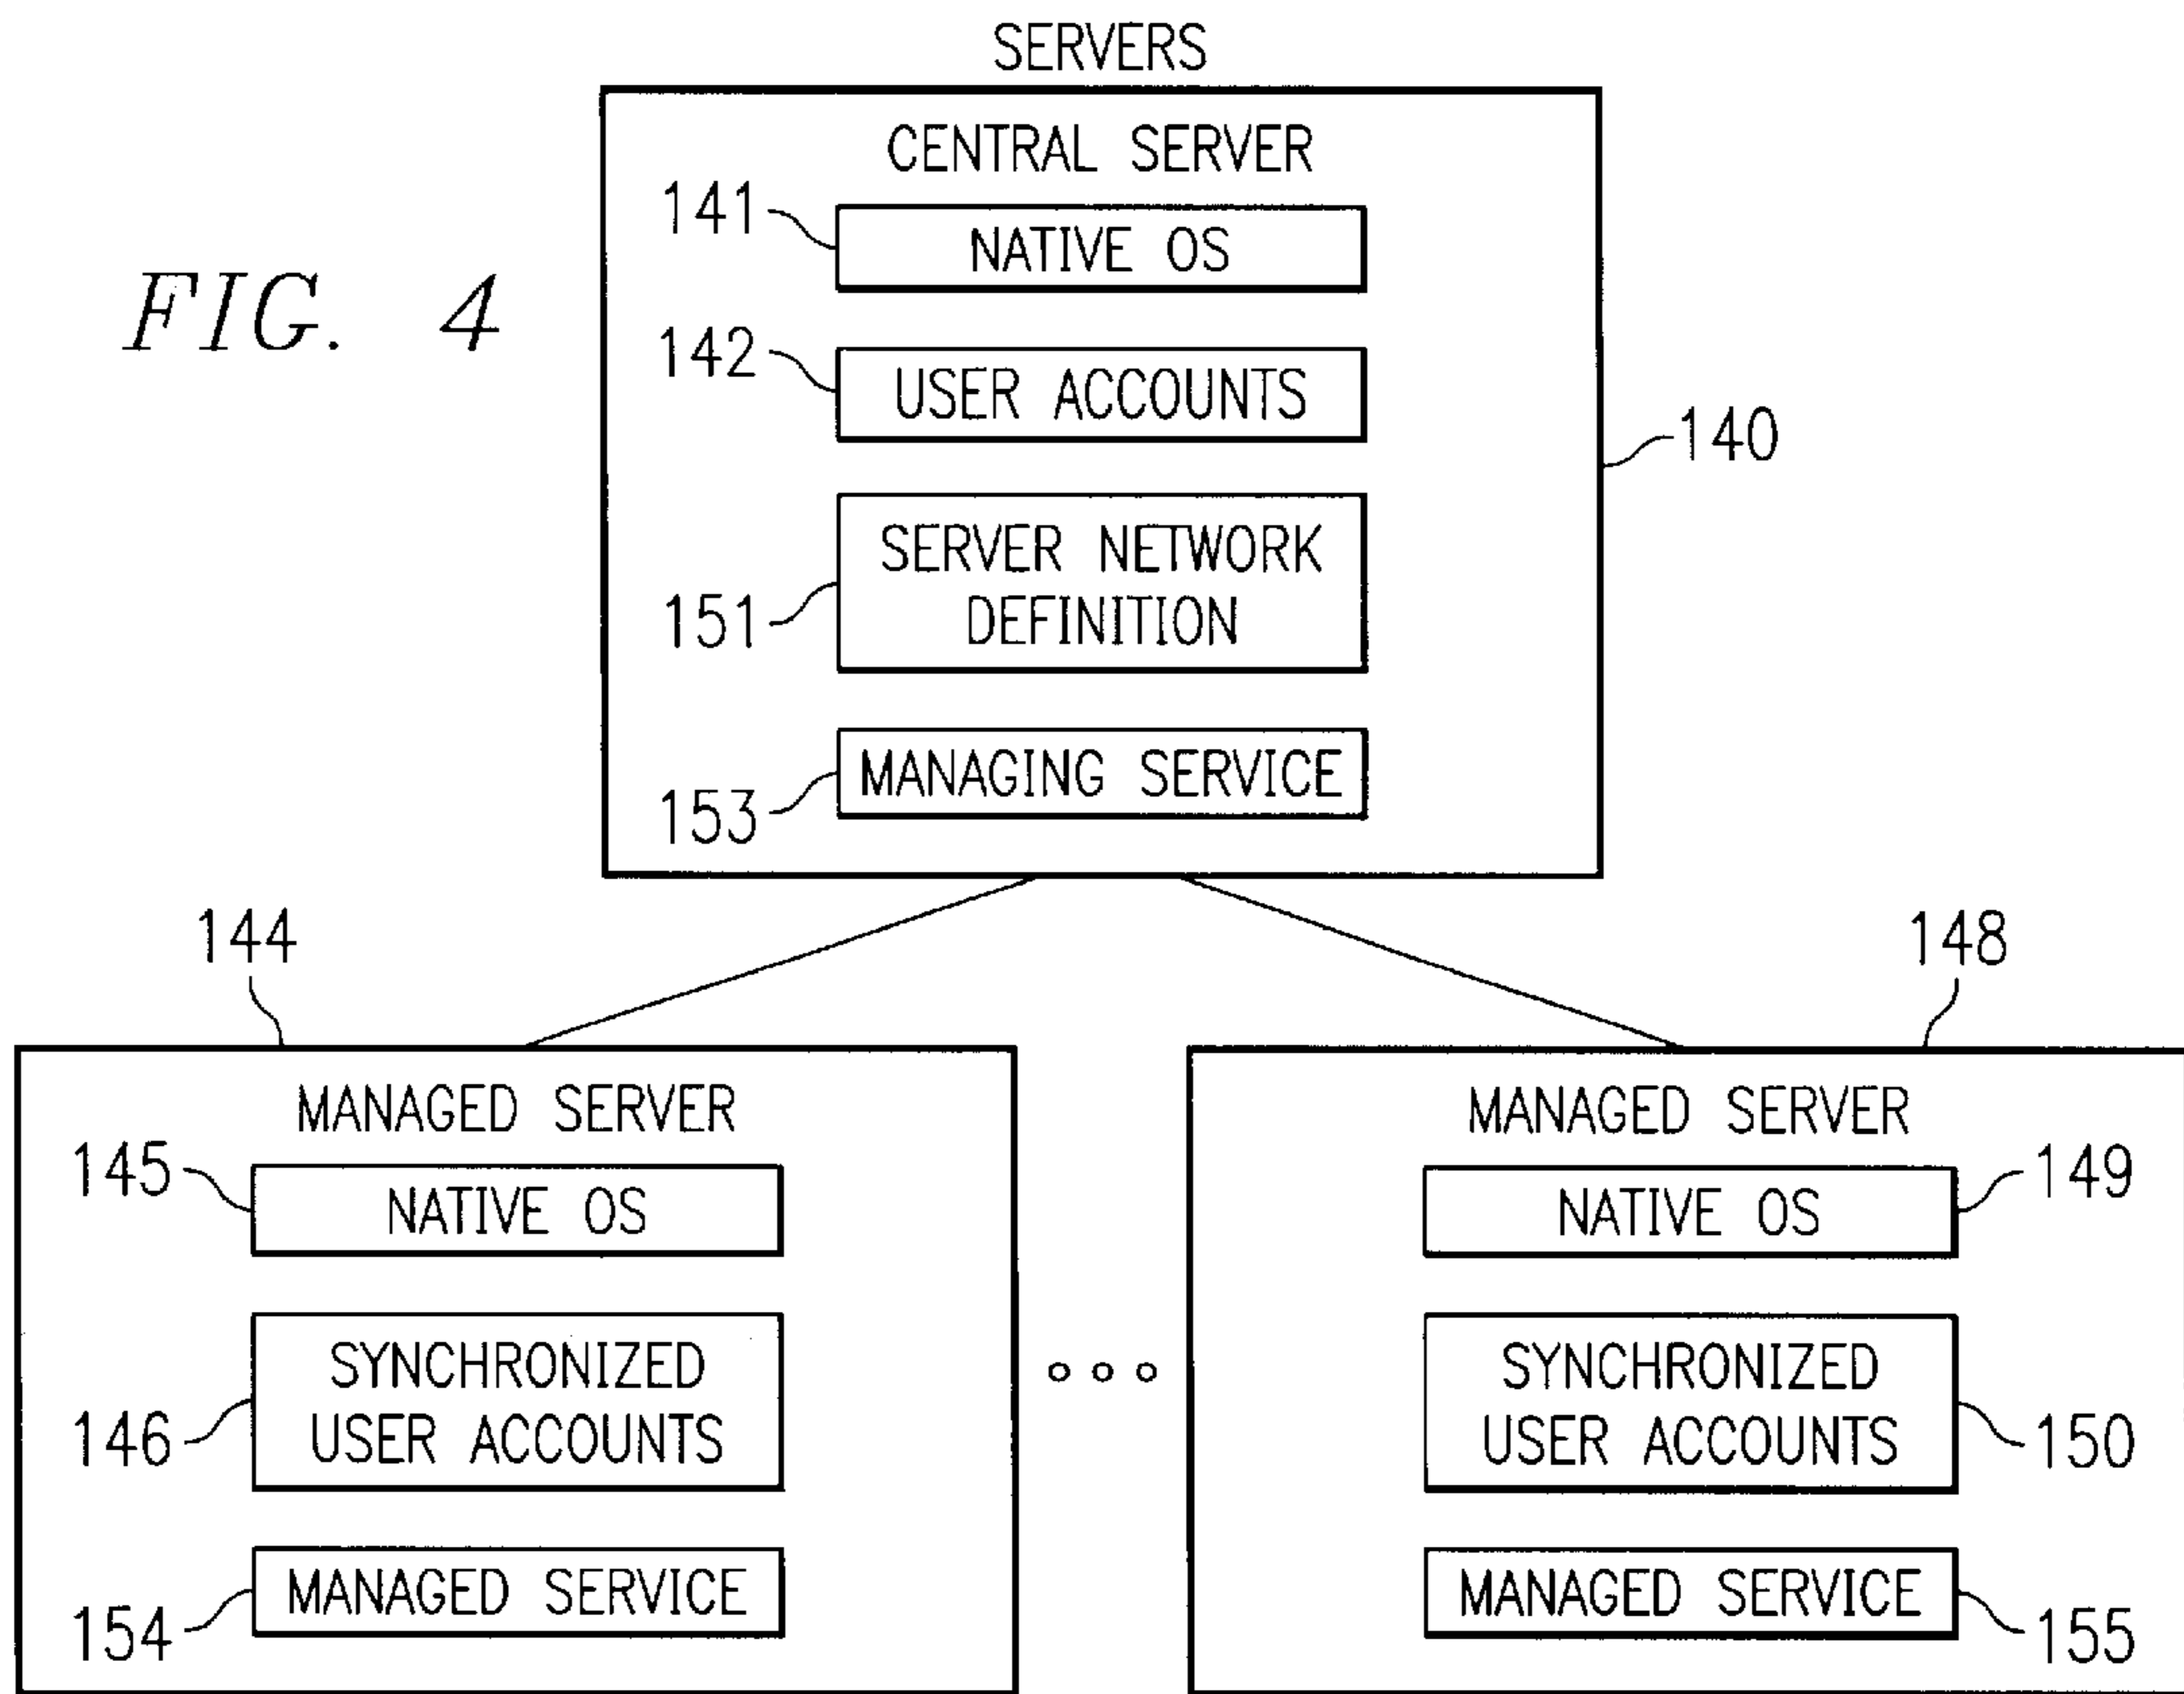 SERVERS
CENTRAL SERVER
141
NATIVE OS
FIG. 4
142
USER ACCOUNTS
140
SERVER NETWORK
DEFINITION
151
MANAGING SERVICE
153
144
148
MANAGED SERVER
145
NATIVE OS
SYNCHRONIZED
USER ACCOUNTS
146
MANAGED SERVICE
154
MANAGED SERVER
NATIVE OS
149
SYNCHRONIZED
USER ACCOUNTS
150
MANAGED SERVICE
155